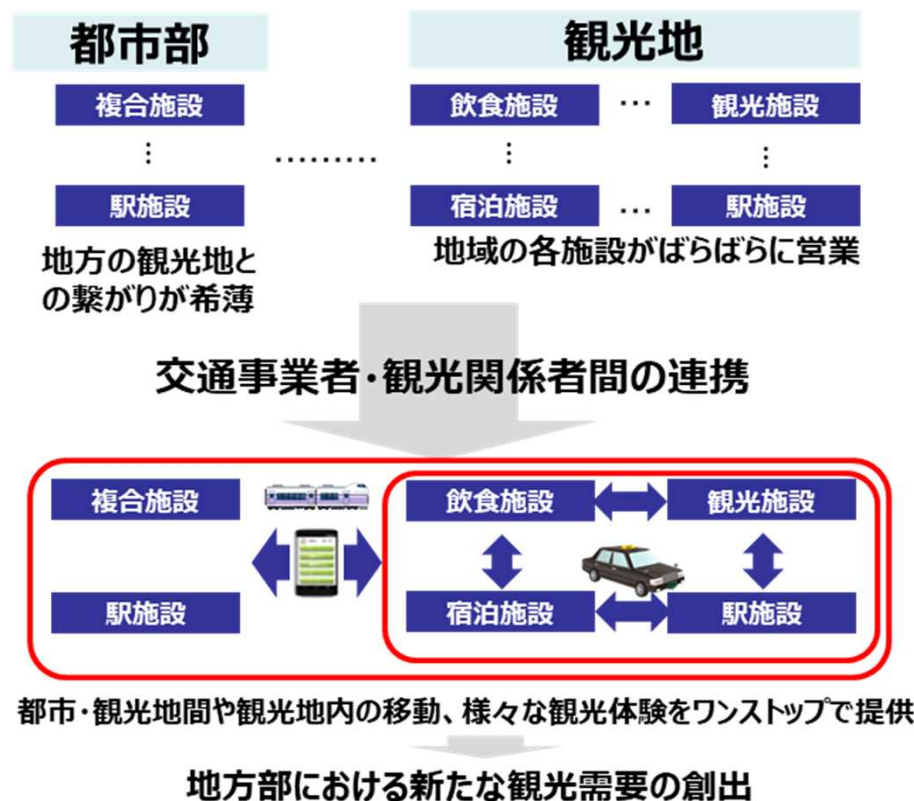 都市部
観光地
複合施設
飲食施設 … 観光施設
⋮
………
⋮
⋮
駅施設
宿泊施設 … 駅施設
地方の観光地と
の繋がりが希薄
地域の各施設がばらばらに営業
交通事業者・観光関係者間の連携
複合施設
飲食施設
観光施設
駅施設
宿泊施設
駅施設
都市・観光地間や観光地内の移動、様々な観光体験をワンストップで提供
地方部における新たな観光需要の創出